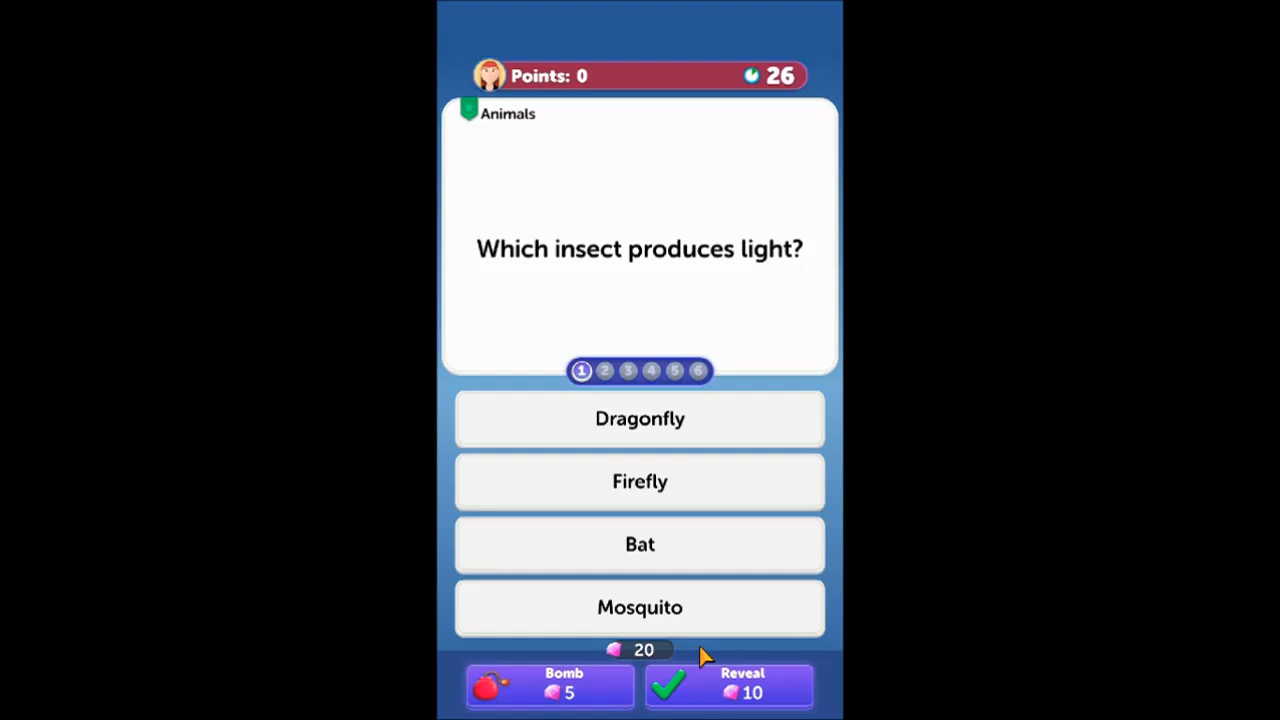 Points: 0
26
Animals
Which insect produces light?
1 2 3 4 5 6
Dragonfly
Firefly
Bat
Mosquito
20
Bomb
5
Reveal
10